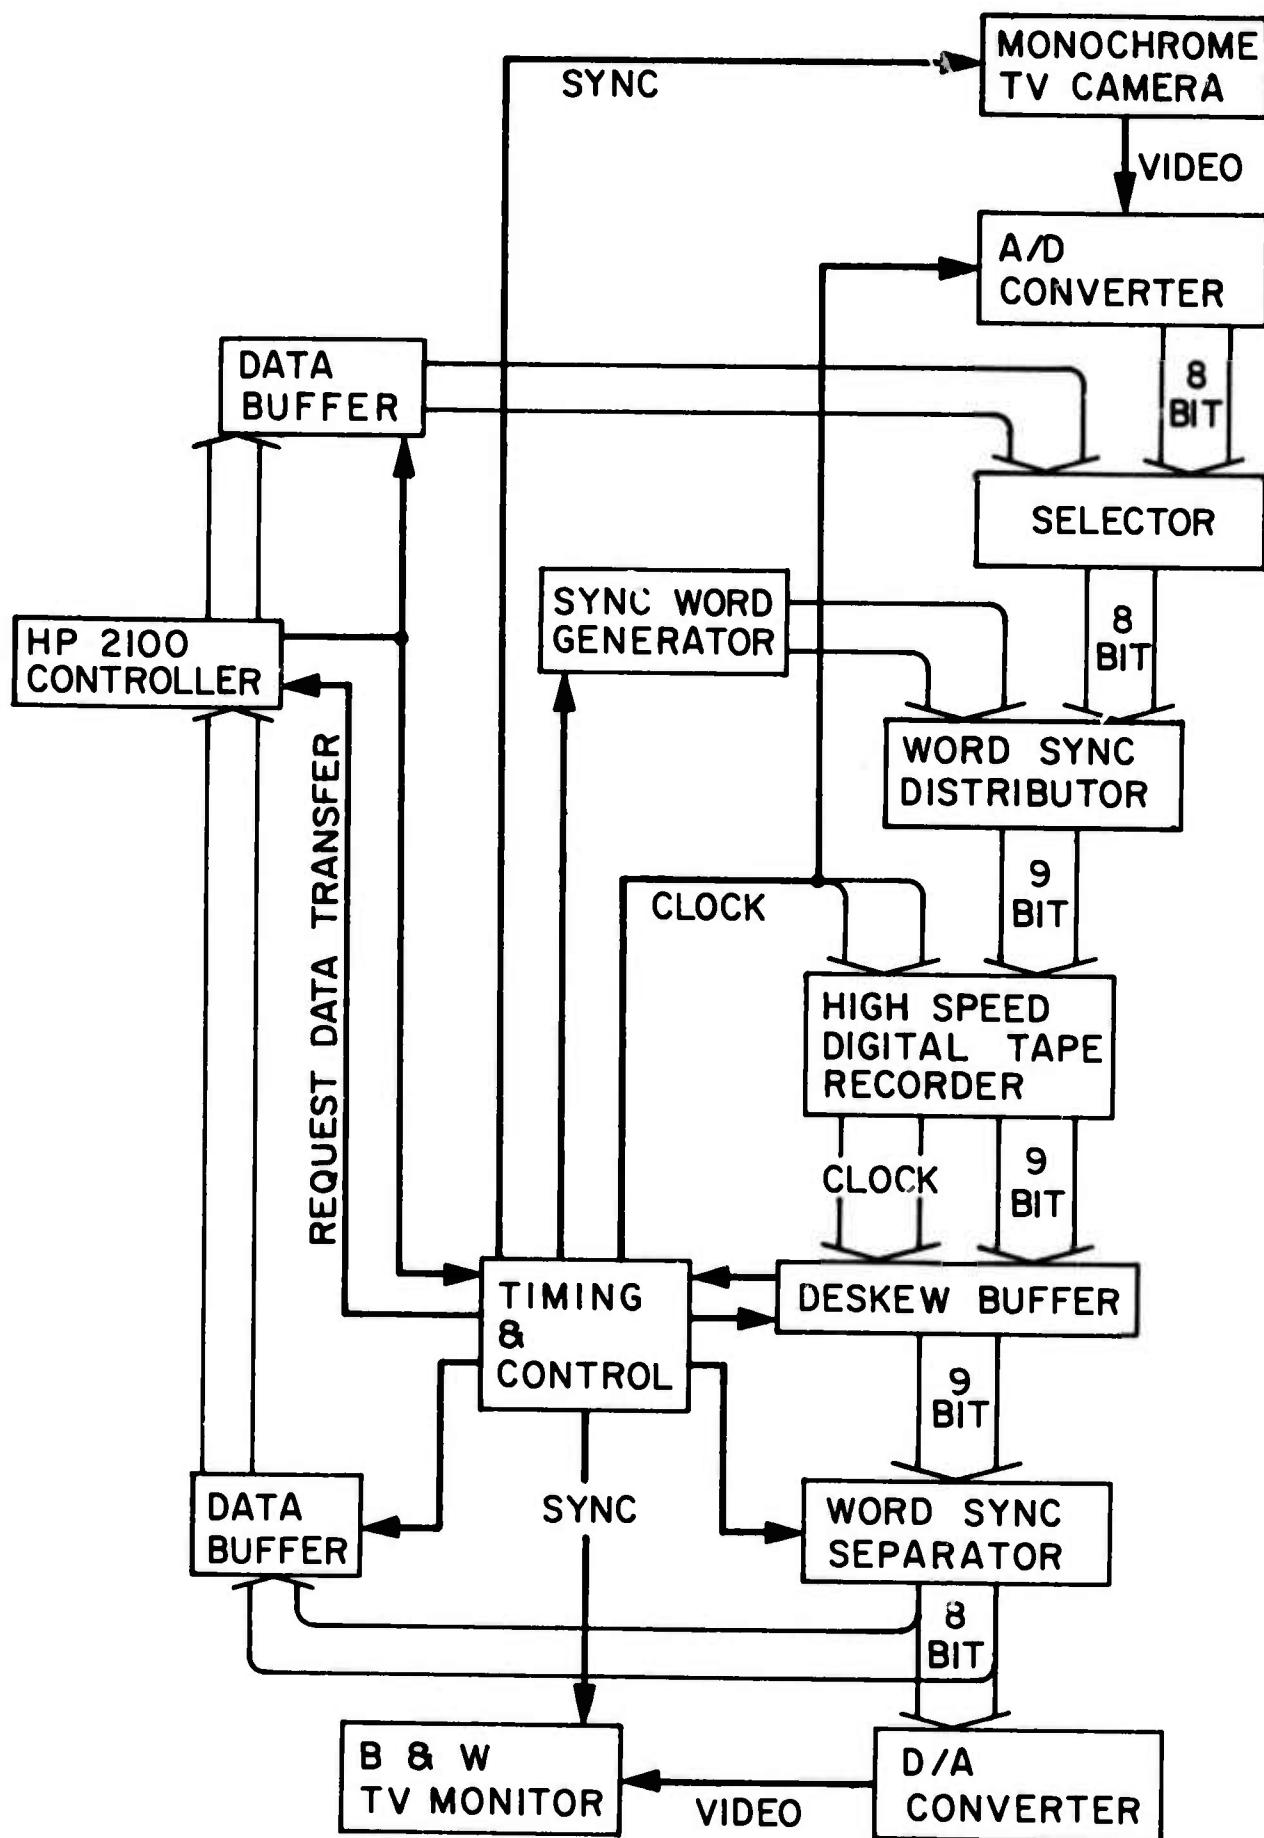 MONOCHROME
TV CAMERA
SYNC
VIDEO
A/D
CONVERTER
DATA
BUFFER
8
BIT
SELECTOR
SYNC WORD
GENERATOR
8
BIT
HP 2100
CONTROLLER
WORD SYNC
DISTRIBUTOR
REQUEST DATA TRANSFER
CLOCK
9
BIT
HIGH SPEED
DIGITAL TAPE
RECORDER
CLOCK
9
BIT
TIMING
&
CONTROL
DESKEW BUFFER
9
BIT
DATA
BUFFER
SYNC
WORD SYNC
SEPARATOR
8
BIT
B & W
TV MONITOR
VIDEO
D/A
CONVERTER